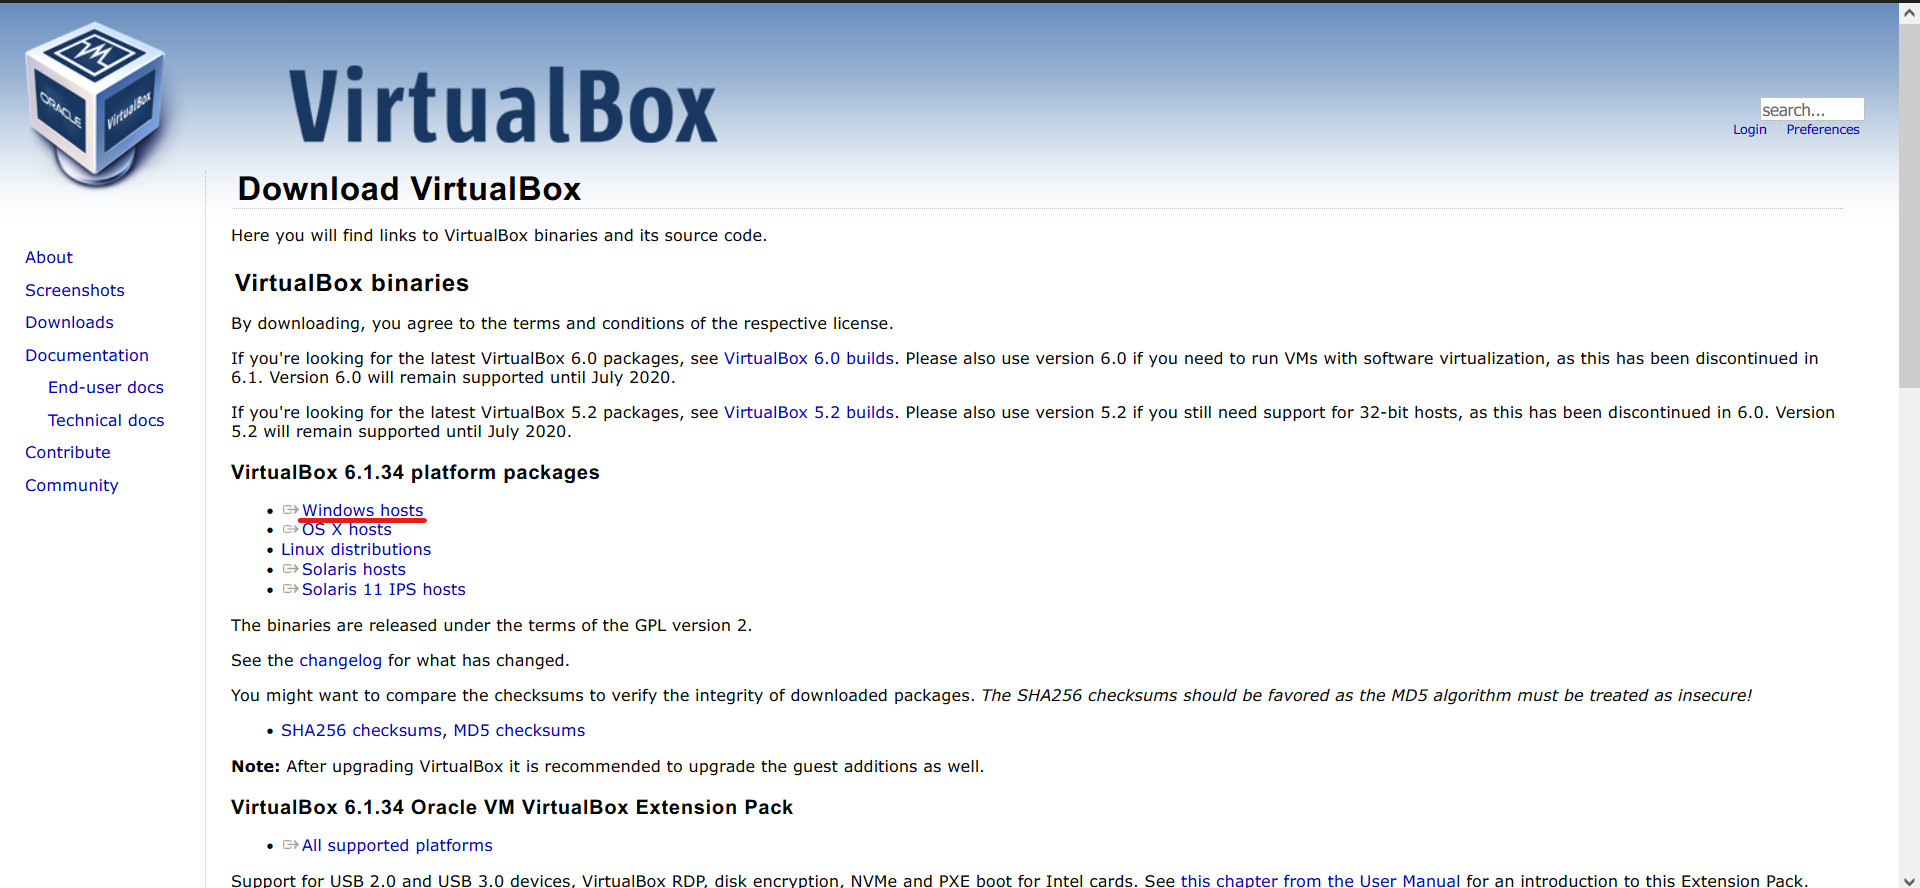 ORACLE
VirtualBox
VirtualBox
search...
Login Preferences
Download VirtualBox
Here you will find links to VirtualBox binaries and its source code.
About
Screenshots
Downloads
Documentation
End-user docs
Technical docs
Contribute
Community
VirtualBox binaries
By downloading, you agree to the terms and conditions of the respective license.
If you're looking for the latest VirtualBox 6.0 packages, see VirtualBox 6.0 builds. Please also use version 6.0 if you need to run VMs with software virtualization, as this has been discontinued in
6.1. Version 6.0 will remain supported until July 2020.
If you're looking for the latest VirtualBox 5.2 packages, see VirtualBox 5.2 builds. Please also use version 5.2 if you still need support for 32-bit hosts, as this has been discontinued in 6.0. Version
5.2 will remain supported until July 2020.
VirtualBox 6.1.34 platform packages
• Windows hosts
• OS X hosts
• Linux distributions
• Solaris hosts
• Solaris 11 IPS hosts
The binaries are released under the terms of the GPL version 2.
See the changelog for what has changed.
You might want to compare the checksums to verify the integrity of downloaded packages. The SHA256 checksums should be favored as the MD5 algorithm must be treated as insecure!
• SHA256 checksums, MD5 checksums
Note: After upgrading VirtualBox it is recommended to upgrade the guest additions as well.
VirtualBox 6.1.34 Oracle VM VirtualBox Extension Pack
• All supported platforms
Support for USB 2.0 and USB 3.0 devices, VirtualBox RDP, disk encryption, NVMe and PXE boot for Intel cards. See this chapter from the User Manual for an introduction to this Extension Pack.